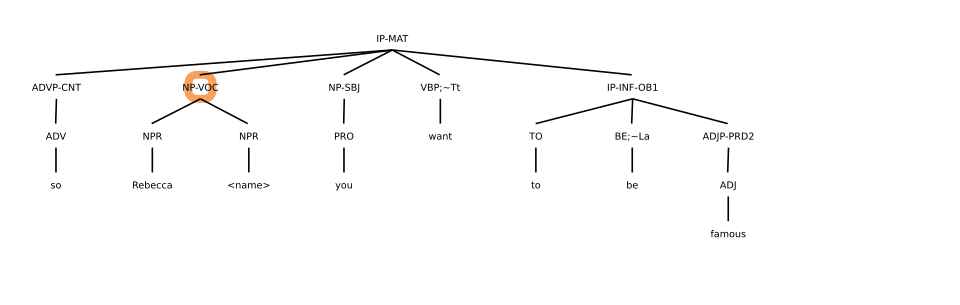 IP-MAT
ADVP-CNT NP-VOC NP-SBJ VBP;~Tt IP-INF-OB1
ADV NPR NPR PRO want TO BE;~La ADJP-PRD2
so Rebecca <name> you to be ADJ
famous